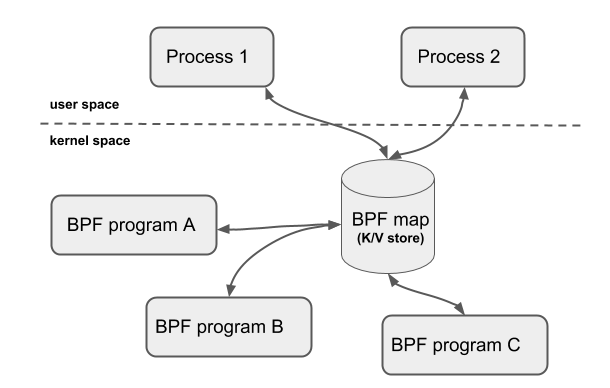 Process 1
Process 2
user space
kernel space
BPF program A
BPF map
(K/V store)
BPF program B
BPF program C